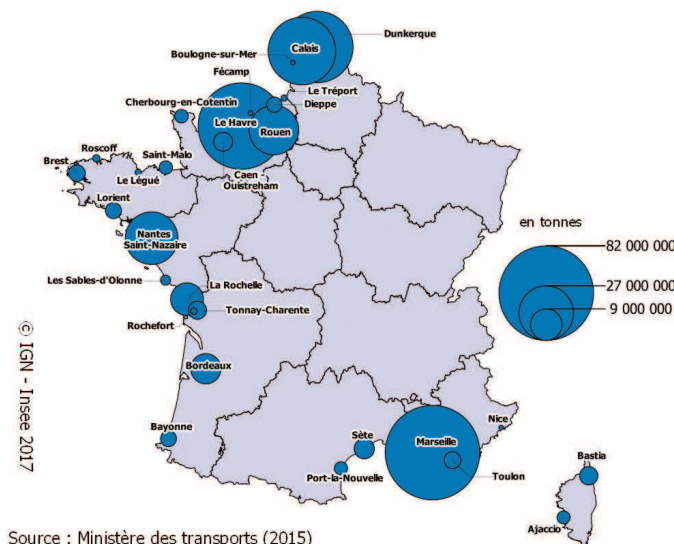 Dunkerque
Calais
Boulogne-sur-Mer
Fécamp
Le Tréport
Cherbourg-en-Cotentin
Dieppe
Le Havre
Rouen
Roscoff
Saint-Malo
Brest
Le Légué
Caen -
Ouistreham
Lorient
en tonnes
Nantes
Saint-Nazaire
82 000 000
27 000 000
9 000 000
Les Sables-d'Olonne
La Rochelle
Tonnay-Charente
Rochefort
Bordeaux
Bayonne
Sète
Marseille
Nice
Port-la-Nouvelle
Toulon
Bastia
Ajaccio
© IGN - Insee 2017
Source : Ministère des transports (2015)